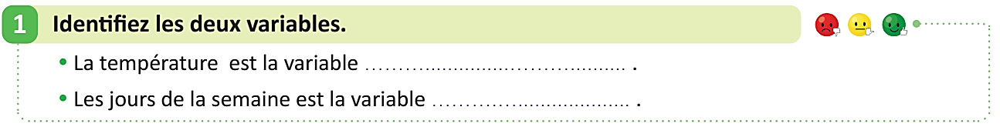 1 Identifiez les deux variables.
• La température est la variable .................................................. .
• Les jours de la semaine est la variable ...................................... .